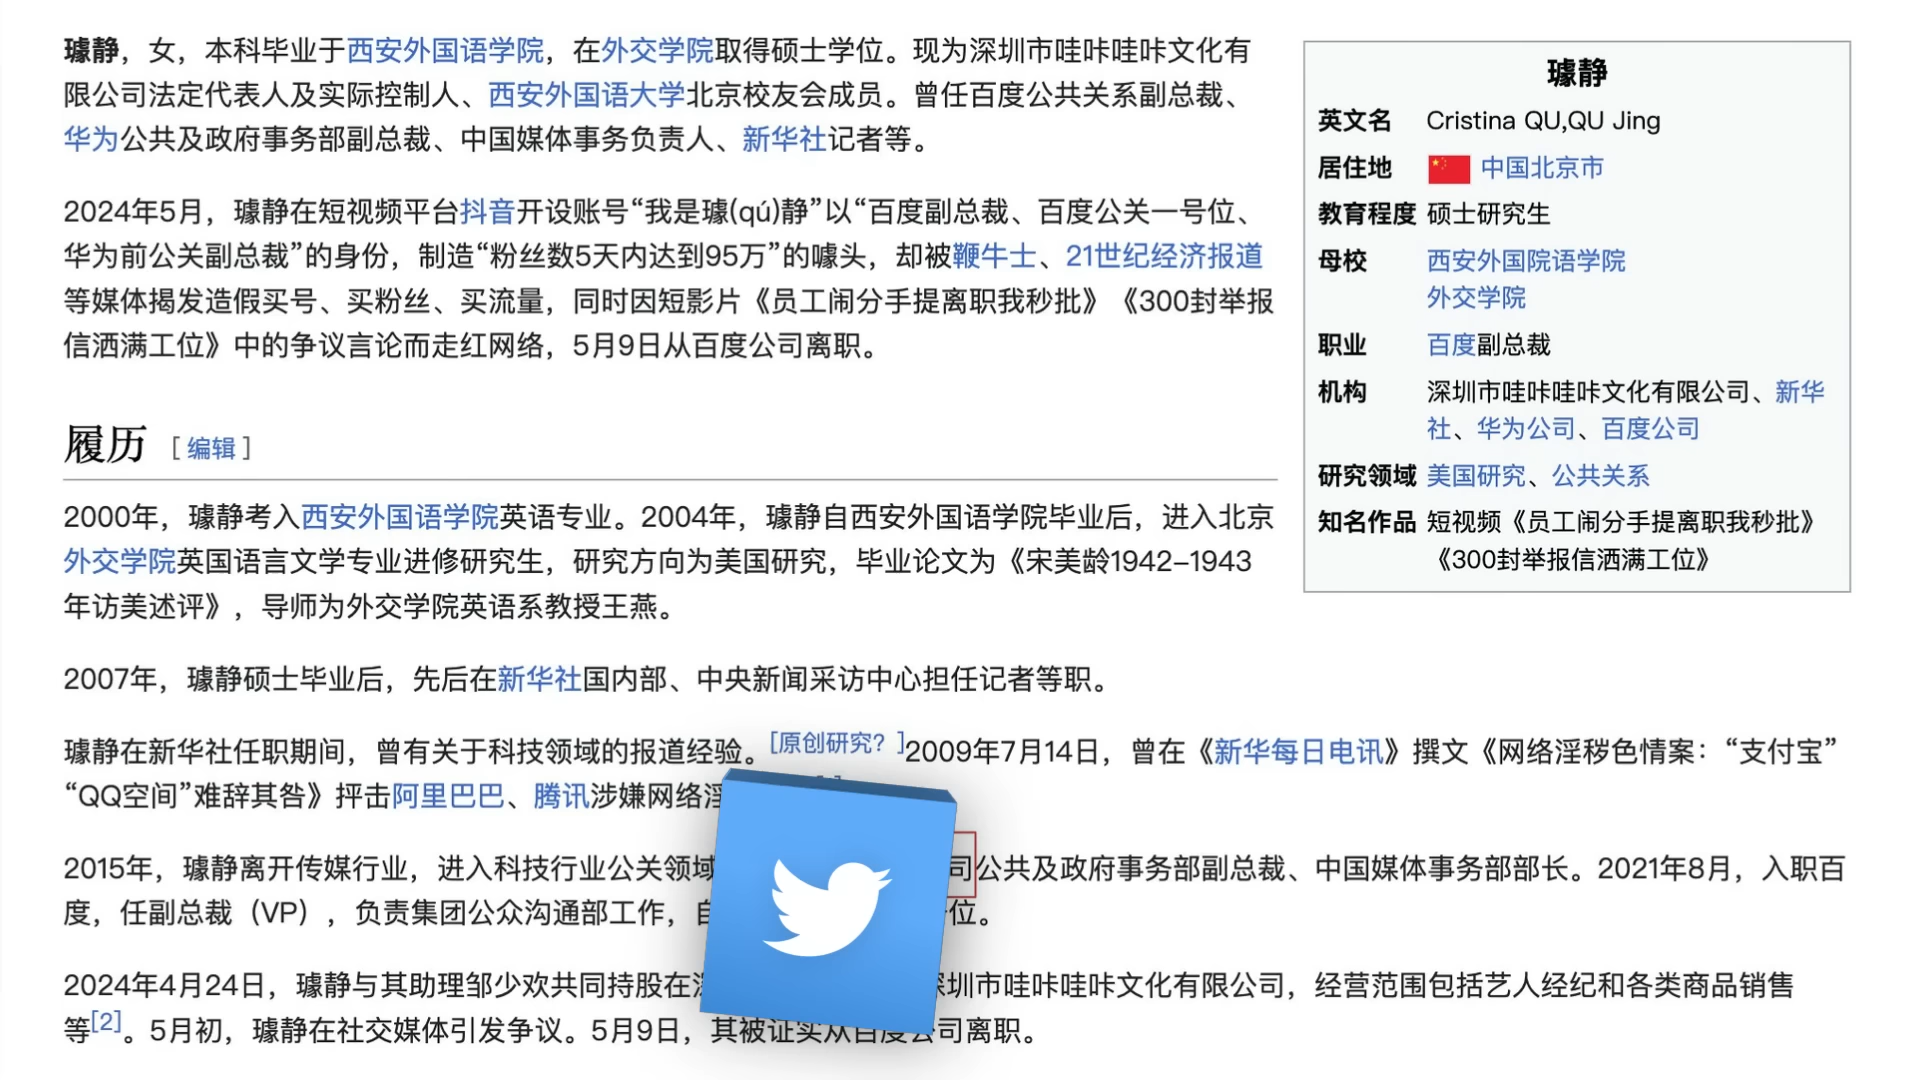 璩静，女，本科毕业于西安外国语学院，在外交学院取得硕士学位。现为深圳市哇咔哇咔文化有
限公司法定代表人及实际控制人、西安外国语大学北京校友会成员。曾任百度公共关系副总裁、
华为公共及政府事务部副总裁、中国媒体事务负责人、新华社记者等。
2024年5月，璩静在短视频平台抖音开设账号“我是璩(qú)静”以“百度副总裁、百度公关一号位、
华为前公关副总裁”的身份，制造“粉丝数5天内达到95万”的噱头，却被鞭牛士、21世纪经济报道
等媒体揭发造假买号、买粉丝、买流量，同时因短影片《员工闹分手提离职我秒批》《300封举报
信洒满工位》中的争议言论而走红网络，5月9日从百度公司离职。
璩静
英文名 Cristina QU,QU Jing
居住地 中国北京市
教育程度 硕士研究生
母校 西安外国院语学院
外交学院
职业 百度副总裁
机构 深圳市哇咔哇咔文化有限公司、新华
社、华为公司、百度公司
研究领域 美国研究、公共关系
知名作品 短视频《员工闹分手提离职我秒批》
《300封举报信洒满工位》
履历 [ 编辑 ]
2000年，璩静考入西安外国语学院英语专业。2004年，璩静自西安外国语学院毕业后，进入北京
外交学院英国语言文学专业进修研究生，研究方向为美国研究，毕业论文为《宋美龄1942–1943
年访美述评》，导师为外交学院英语系教授王燕。
2007年，璩静硕士毕业后，先后在新华社国内部、中央新闻采访中心担任记者等职。
璩静在新华社任职期间，曾有关于科技领域的报道经验。[原创研究？]2009年7月14日，曾在《新华每日电讯》撰文《网络淫秽色情案：“支付宝”
“QQ空间”难辞其咎》抨击阿里巴巴、腾讯涉嫌网络淫
2015年，璩静离开传媒行业，进入科技行业公关领域 司公共及政府事务部副总裁、中国媒体事务部部长。2021年8月，入职百
度，任副总裁（VP），负责集团公众沟通部工作，自 位。
2024年4月24日，璩静与其助理邹少欢共同持股在 深圳市哇咔哇咔文化有限公司，经营范围包括艺人经纪和各类商品销售
等[2]。5月初，璩静在社交媒体引发争议。5月9日，其被证实从百度公司离职。